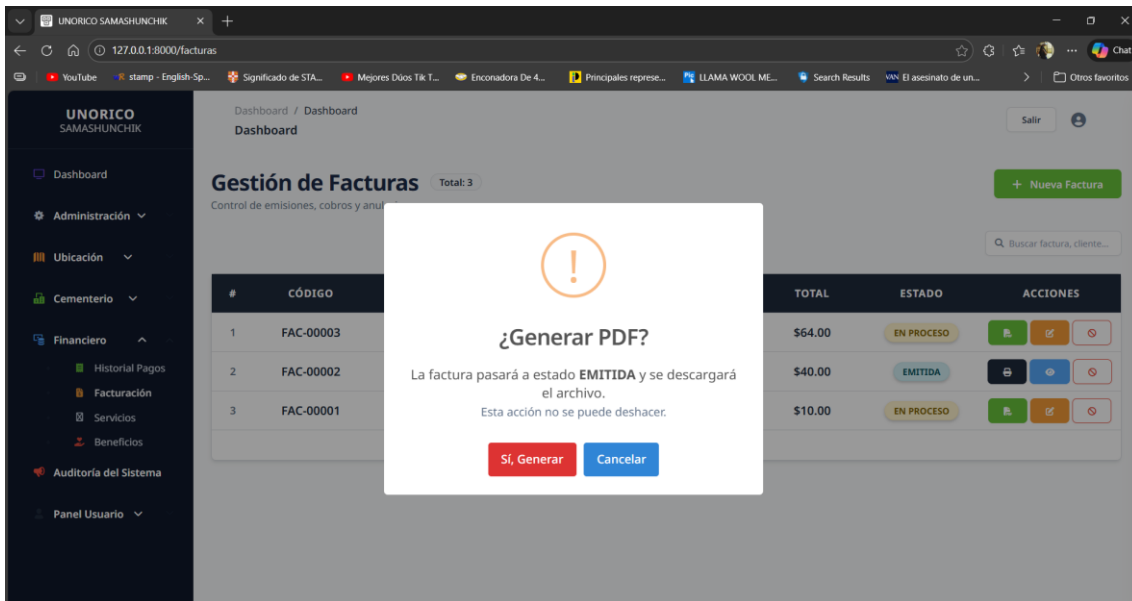 UNORICO SAMASHUNCHIK
127.0.0.1:8000/facturas
Chat
YouTube
stamp - English-Sp...
Significado de STA...
Mejores Dúos Tik T...
Enconadora De 4...
Principales represe...
LLAMA WOOL ME...
Search Results
El asesinato de un...
Otros favoritos
UNORICO
SAMASHUNCHIK
Dashboard / Dashboard
Dashboard
Salir
Dashboard
Administración
Ubicación
Cementerio
Financiero
Historial Pagos
Facturación
Servicios
Beneficios
Auditoría del Sistema
Panel Usuario
Gestión de Facturas
Total: 3
Control de emisiones, cobros y
+ Nueva Factura
Buscar factura, cliente...
# CÓDIGO TOTAL ESTADO ACCIONES
1 FAC-00003 $64.00 EN PROCESO
2 FAC-00002 $40.00 EMITIDA
3 FAC-00001 $10.00 EN PROCESO
¿Generar PDF?
La factura pasará a estado EMITIDA y se descargará
el archivo.
Esta acción no se puede deshacer.
Sí, Generar
Cancelar